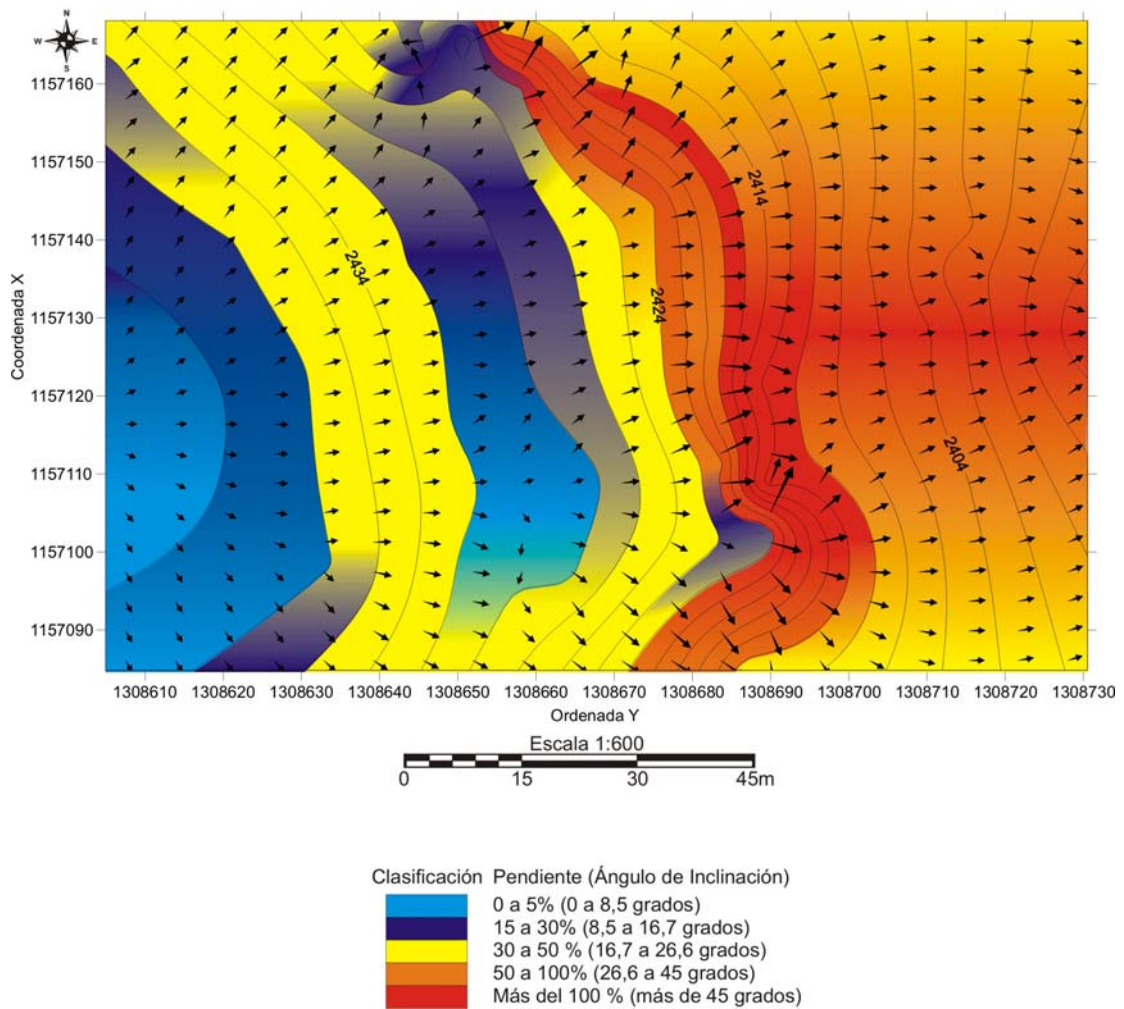 N
W E
S
1157160
1157150
1157140
1157130
1157120
1157110
1157100
1157090
Coordenada X
2414
2434
2424
2404
1308610 1308620 1308630 1308640 1308650 1308660 1308670 1308680 1308690 1308700 1308710 1308720 1308730
Ordenada Y
Escala 1:600
0 15 30 45m
Clasificación Pendiente (Ángulo de Inclinación)
0 a 5% (0 a 8,5 grados)
15 a 30% (8,5 a 16,7 grados)
30 a 50 % (16,7 a 26,6 grados)
50 a 100% (26,6 a 45 grados)
Más del 100 % (más de 45 grados)